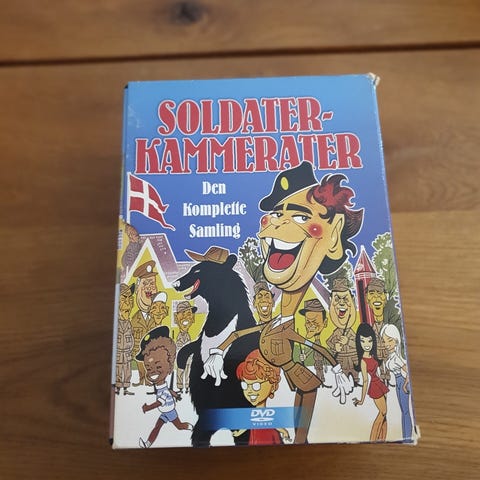 SOLDATER-
KAMMERATER
Den
Komplette
Samling
DVD
VIDEO